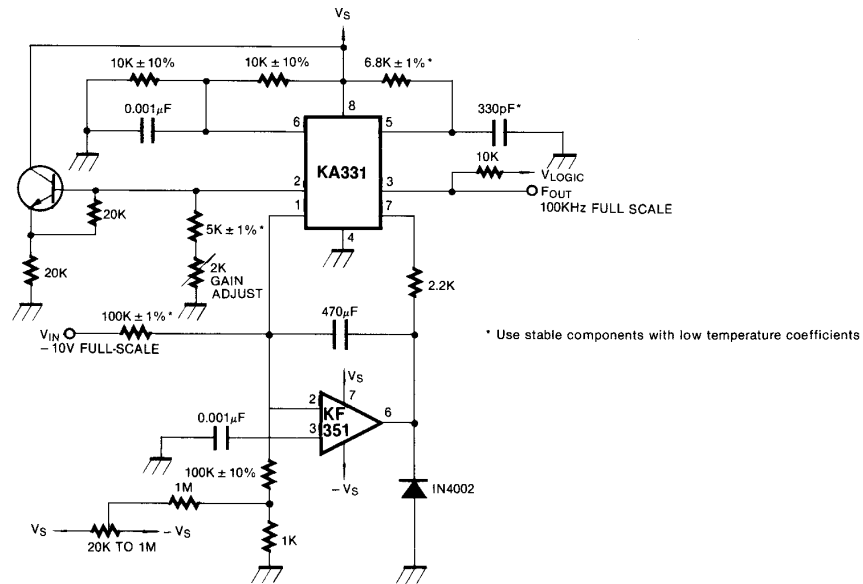 VS
10K ± 10%
10K ± 10%
6.8K ± 1% *
0.001µF
8
6
5
330pF*
KA331
10K
VLOGIC
2
3
FOUT
100KHz FULL SCALE
1
7
20K
5K ± 1% *
4
20K
2K
GAIN
ADJUST
2.2K
100K ± 1% *
470µF
VIN
– 10V FULL-SCALE
* Use stable components with low temperature coefficients
VS
7
2
KF
351
6
3
0.001µF
– VS
100K ± 10%
1M
IN4002
VS
– VS
20K TO 1M
1K